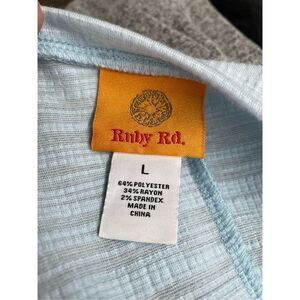 Ruby Rd.
L
64% POLYESTER
34% RAYON
2% SPANDEX
MADE IN
CHINA